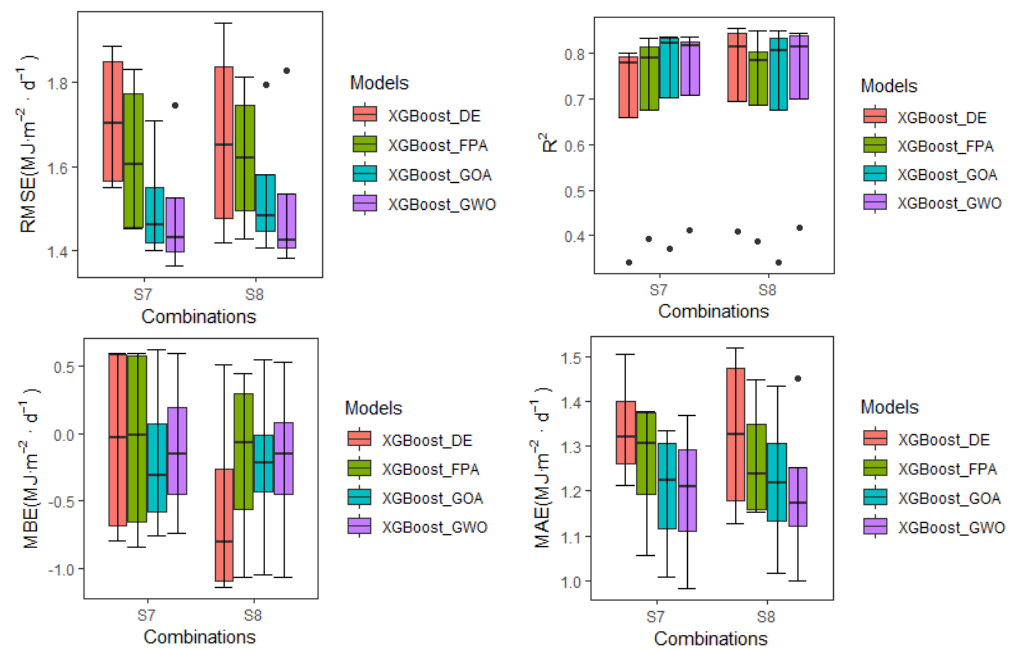 RMSE(MJ·m⁻² · d⁻¹ )
1.8
1.6
1.4
S7
S8
Combinations
Models
XGBoost_DE
XGBoost_FPA
XGBoost_GOA
XGBoost_GWO
R²
0.8
0.7
0.6
0.5
0.4
S7
S8
Combinations
Models
XGBoost_DE
XGBoost_FPA
XGBoost_GOA
XGBoost_GWO
MBE(MJ·m⁻² · d⁻¹ )
0.5
0.0
-0.5
-1.0
S7
S8
Combinations
Models
XGBoost_DE
XGBoost_FPA
XGBoost_GOA
XGBoost_GWO
MAE(MJ·m⁻² · d⁻¹ )
1.5
1.4
1.3
1.2
1.1
1.0
S7
S8
Combinations
Models
XGBoost_DE
XGBoost_FPA
XGBoost_GOA
XGBoost_GWO